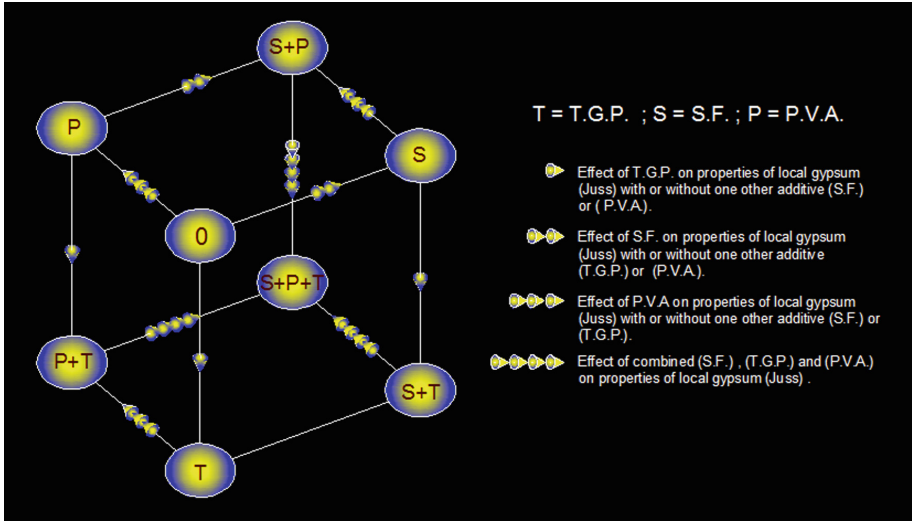 S+P
P
S
0
S+P+T
P+T
S+T
T
T = T.G.P. ; S = S.F. ; P = P.V.A.
Effect of T.G.P. on properties of local gypsum
(Juss) with or without one other additive (S.F.)
or ( P.V.A.).
Effect of S.F. on properties of local gypsum
(Juss) with or without one other additive
(T.G.P.) or (P.V.A.).
Effect of P.V.A on properties of local gypsum
(Juss) with or without one other additive (S.F.) or
(T.G.P.).
Effect of combined (S.F.) , (T.G.P.) and (P.V.A.)
on properties of local gypsum (Juss) .